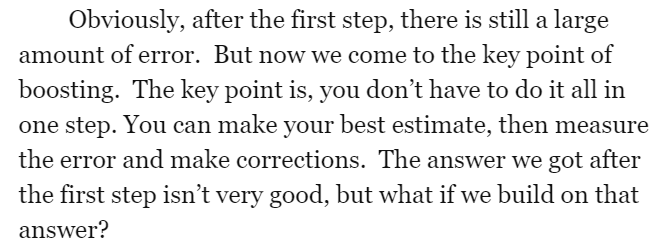 Obviously, after the first step, there is still a large
amount of error.  But now we come to the key point of
boosting.  The key point is, you don’t have to do it all in
one step. You can make your best estimate, then measure
the error and make corrections.  The answer we got after
the first step isn’t very good, but what if we build on that
answer?